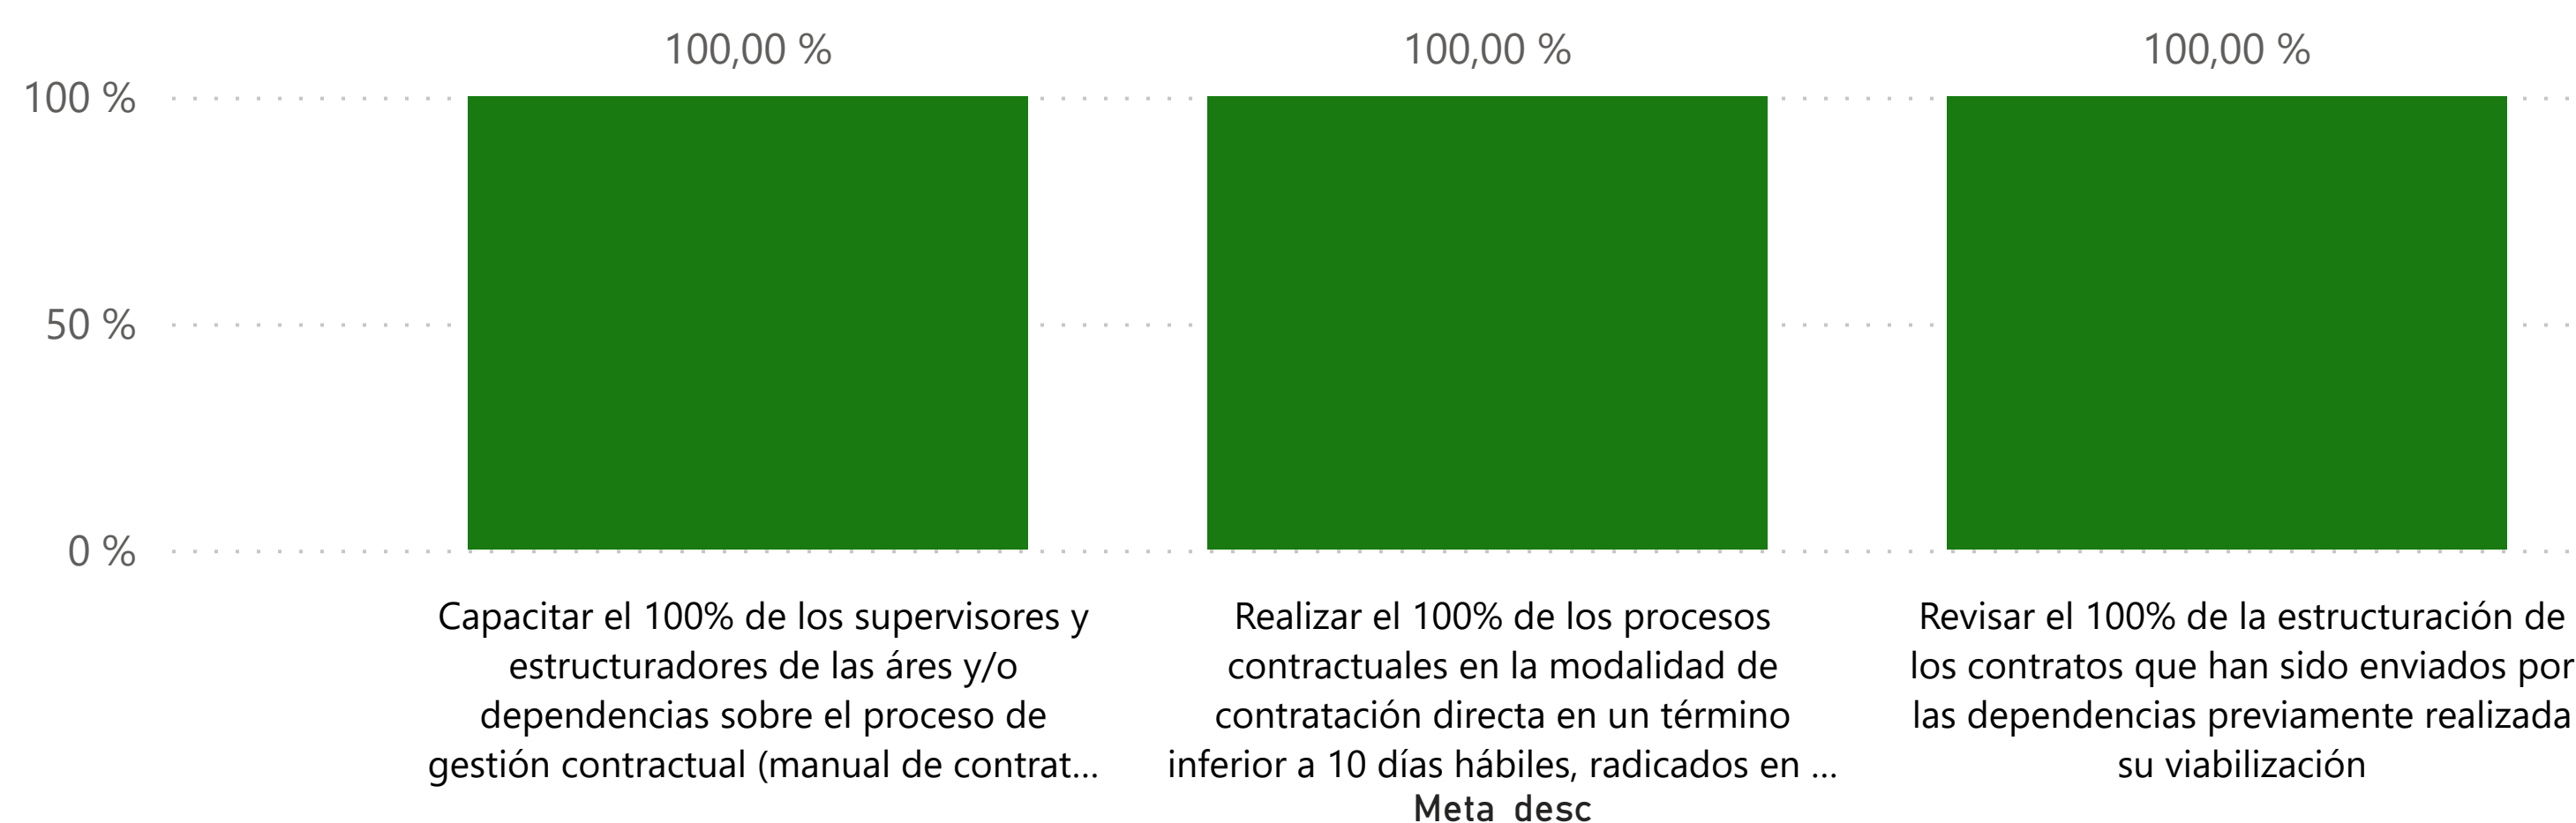 100,00 %
100,00 %
100,00 %
100 %
50 %
0 %
Capacitar el 100% de los supervisores y
estructuradores de las áres y/o
dependencias sobre el proceso de
gestión contractual (manual de contrat...
Realizar el 100% de los procesos
contractuales en la modalidad de
contratación directa en un término
inferior a 10 días hábiles, radicados en ...
Revisar el 100% de la estructuración de
los contratos que han sido enviados por
las dependencias previamente realizada
su viabilización
Meta desc